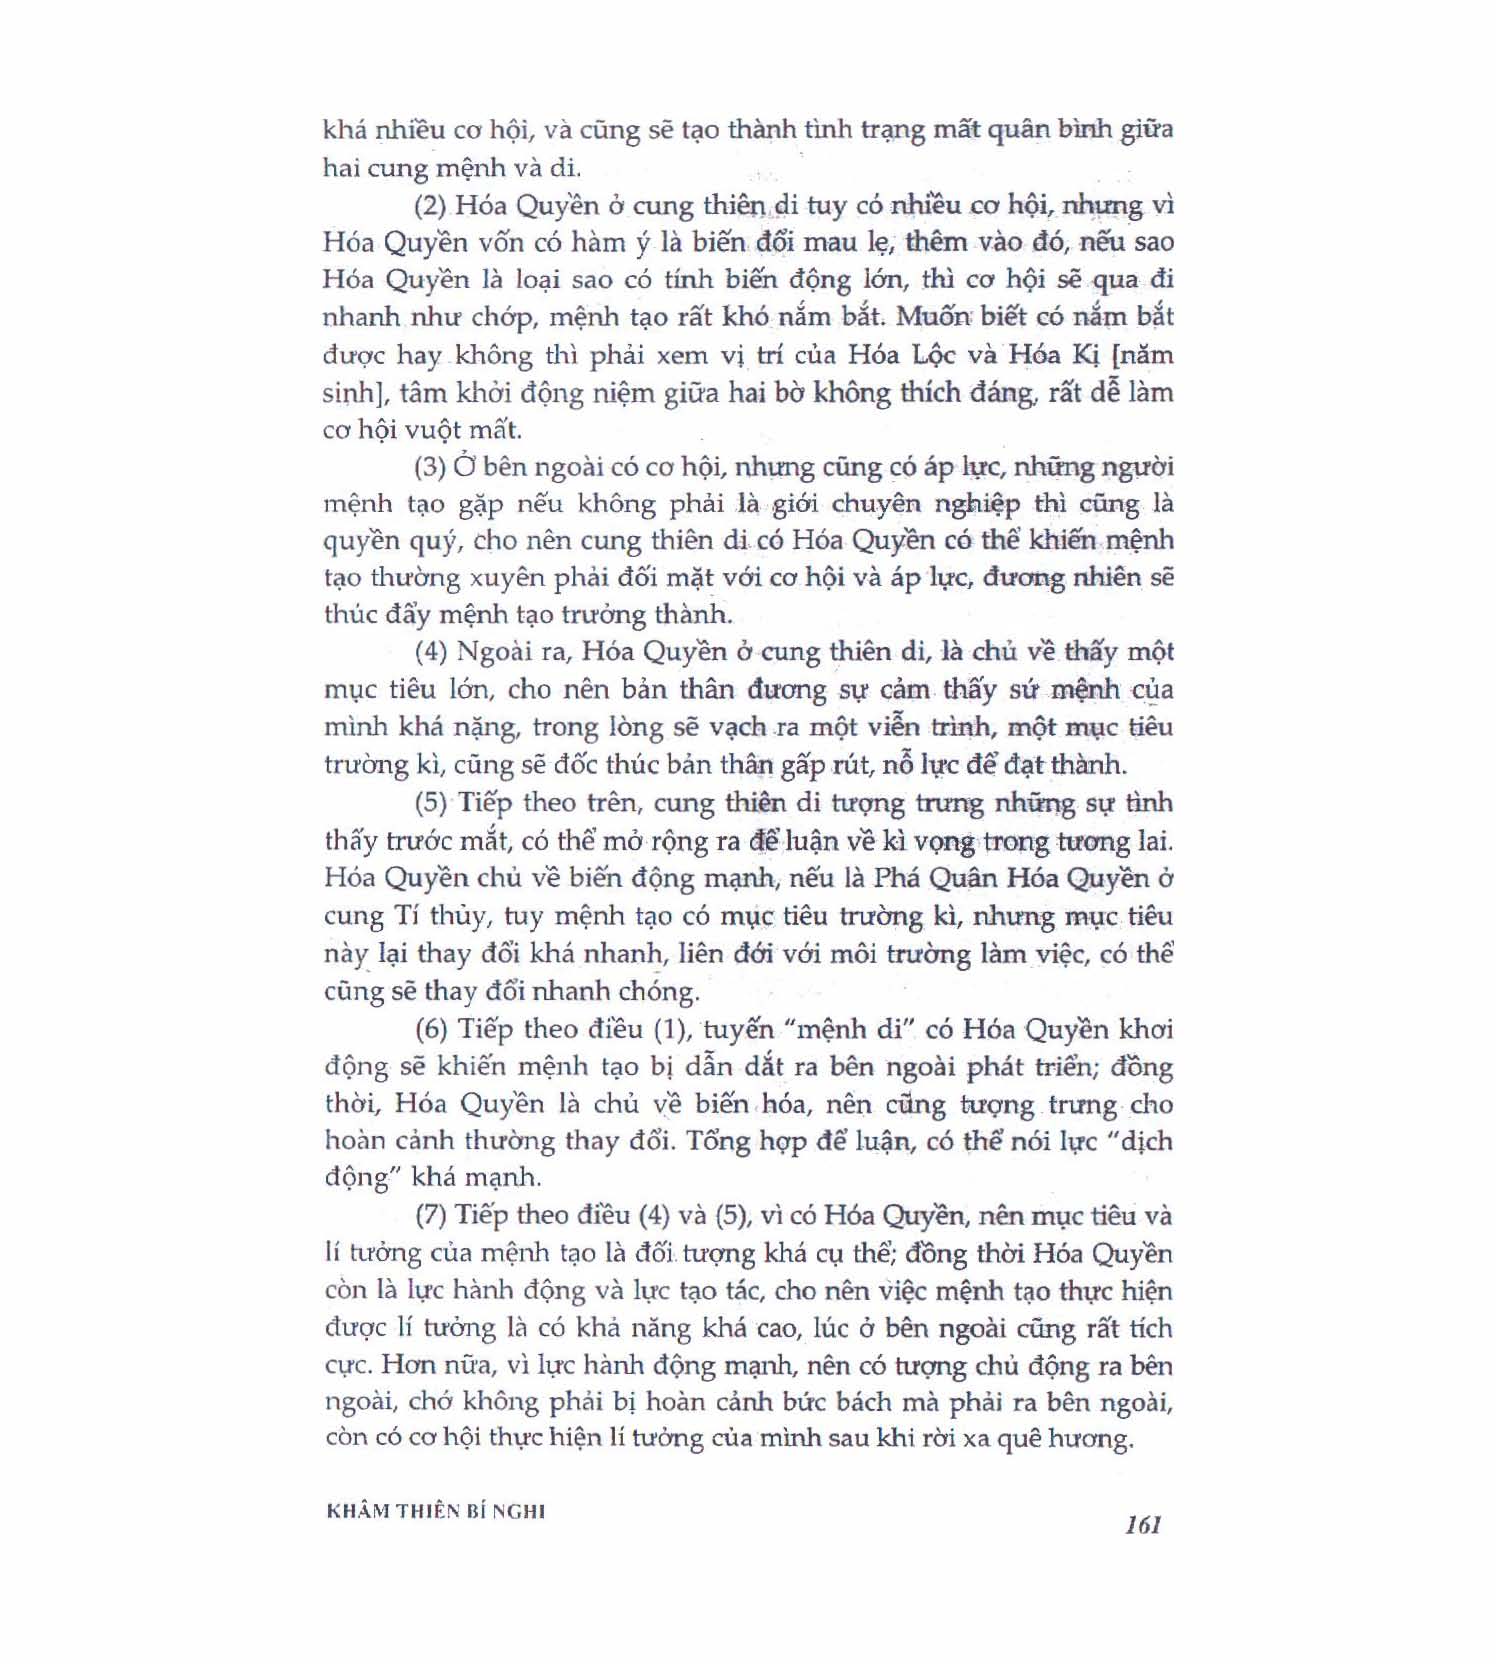 khá nhiều cơ hội, và cũng sẽ tạo thành tình trạng mất quân bình giữa
hai cung mệnh và di.
(2) Hóa Quyền ở cung thiên di tuy có nhiều cơ hội, nhưng vì
Hóa Quyền vốn có hàm ý là biến đổi mau lẹ, thêm vào đó, nếu sao
Hóa Quyền là loại sao có tính biến động lớn, thì cơ hội sẽ qua đi
nhanh như chớp, mệnh tạo rất khó nắm bắt. Muốn biết có nắm bắt
được hay không thì phải xem vị trí của Hóa Lộc và Hóa Kị [năm
sinh], tâm khởi động niệm giữa hai bờ không thích đáng, rất dễ làm
cơ hội vuột mất.
(3) Ở bên ngoài có cơ hội, nhưng cũng có áp lực, những người
mệnh tạo gặp nếu không phải là giới chuyên nghiệp thì cũng là
quyền quý, cho nên cung thiên di có Hóa Quyền có thể khiến mệnh
tạo thường xuyên phải đối mặt với cơ hội và áp lực, đương nhiên sẽ
thúc đẩy mệnh tạo trưởng thành.
(4) Ngoài ra, Hóa Quyền ở cung thiên di, là chủ về thấy một
mục tiêu lớn, cho nên bản thân đương sự cảm thấy sứ mệnh của
mình khá nặng, trong lòng sẽ vạch ra một viễn trình, một mục tiêu
trường kì, cũng sẽ đốc thúc bản thân gấp rút, nỗ lực để đạt thành.
(5) Tiếp theo trên, cung thiên di tượng trưng những sự tình
thấy trước mắt, có thể mở rộng ra để luận về kì vọng trong tương lai.
Hóa Quyền chủ về biến động mạnh, nếu là Phá Quân Hóa Quyền ở
cung Tí thủy, tuy mệnh tạo có mục tiêu trường kì, nhưng mục tiêu
này lại thay đổi khá nhanh, liên đới với môi trường làm việc, có thể
cũng sẽ thay đổi nhanh chóng.
(6) Tiếp theo điều (1), tuyến "mệnh di" có Hóa Quyền khơi
động sẽ khiến mệnh tạo bị dẫn dắt ra bên ngoài phát triển; đồng
thời, Hóa Quyền là chủ về biến hóa, nên cũng tượng trưng cho
hoàn cảnh thường thay đổi. Tổng hợp để luận, có thể nói lực "dịch
động" khá mạnh.
(7) Tiếp theo điều (4) và (5), vì có Hóa Quyền, nên mục tiêu và
lí tưởng của mệnh tạo là đối tượng khá cụ thể; đồng thời Hóa Quyền
còn là lực hành động và lực tạo tác, cho nên việc mệnh tạo thực hiện
được lí tưởng là có khả năng khá cao, lúc ở bên ngoài cũng rất tích
cực. Hơn nữa, vì lực hành động mạnh, nên có tượng chủ động ra bên
ngoài, chớ không phải bị hoàn cảnh bức bách mà phải ra bên ngoài,
còn có cơ hội thực hiện lí tưởng của mình sau khi rời xa quê hương.
KHÂM THIÊN BÍ NGHI
161